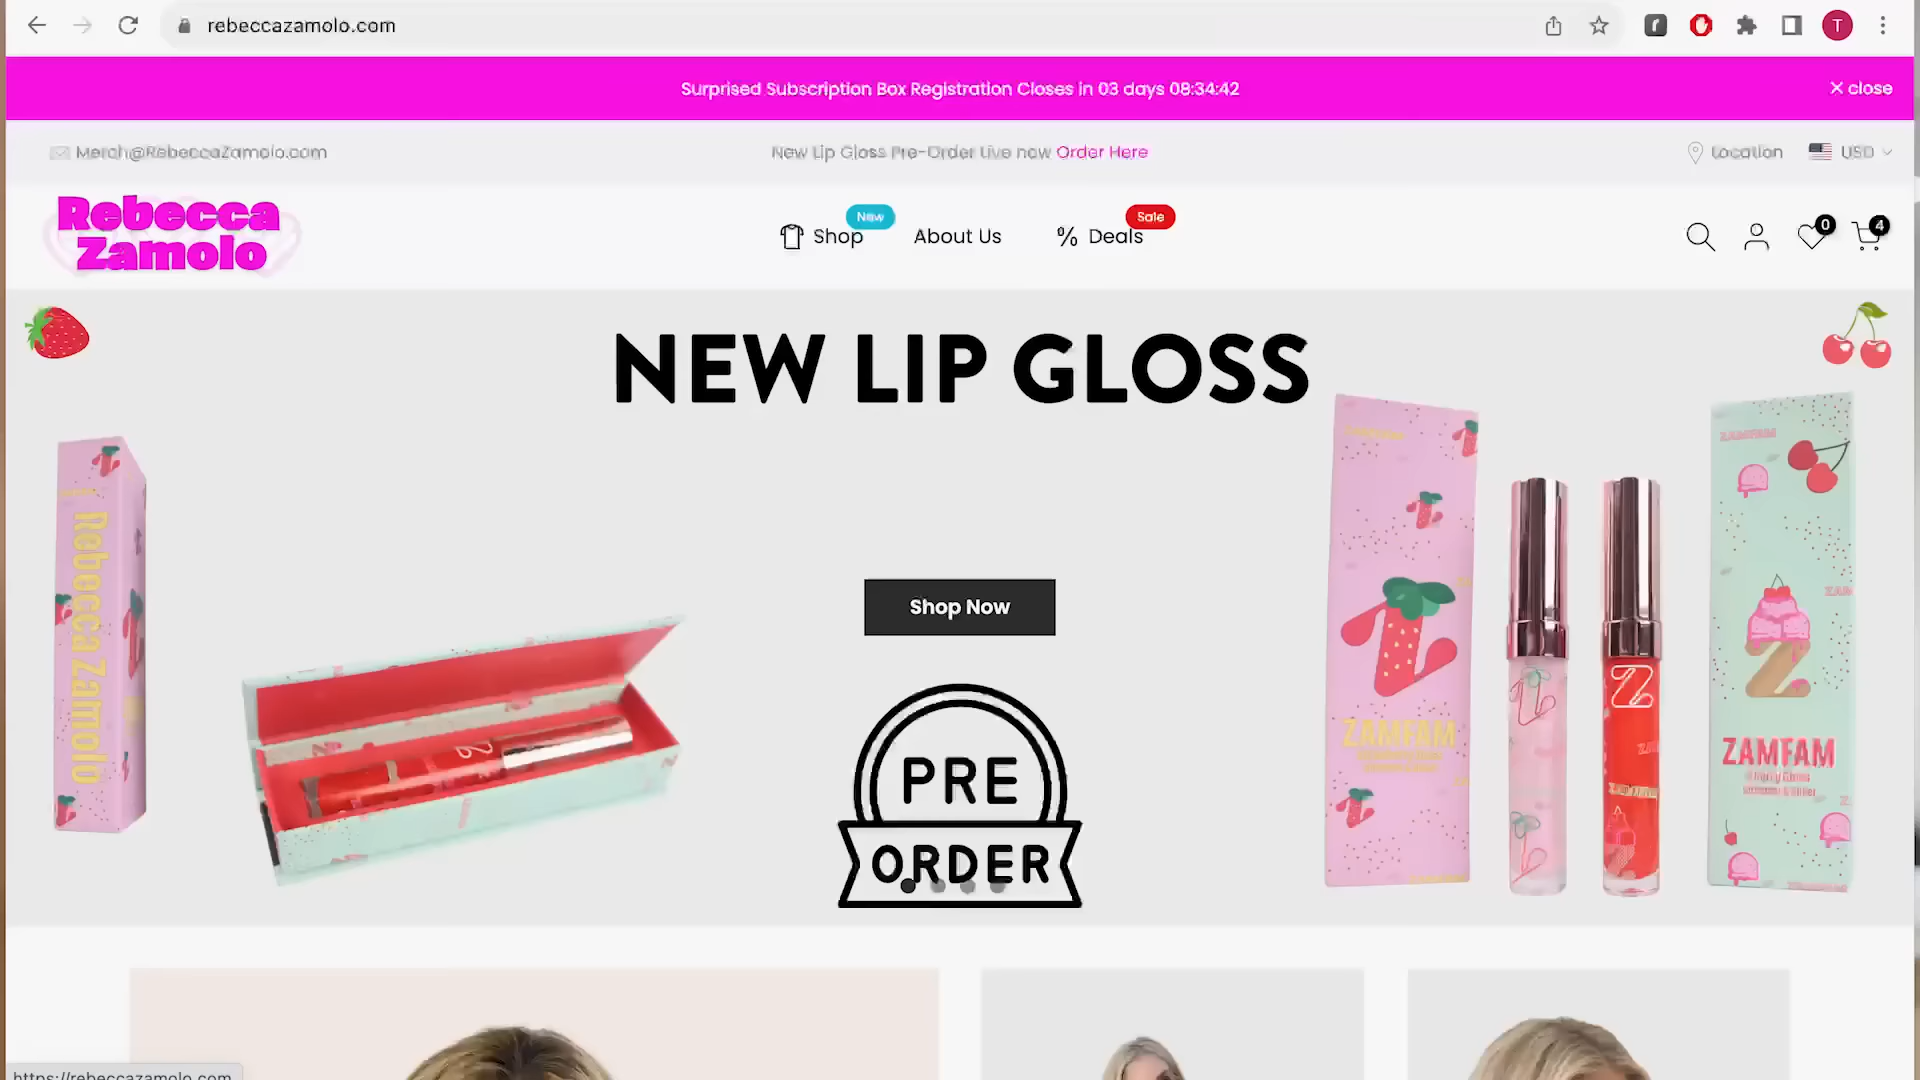 rebeccazamolo.com
T
Surprised Subscription Box Registration Closes in 03 days 08:34:42
close
Merch@RebeccaZamolo.com
New Lip Gloss Pre-Order Live now Order Here
Location
USD
Rebecca
Zamolo
Shop
New
About Us
% Deals
Sale
0
4
NEW LIP GLOSS
Rebecca Zamolo
Shop Now
PRE
ORDER
ZAMFAM
ZAMFAM
ZAMFAM
ZAMFAM
https://rebeccazamolo.com